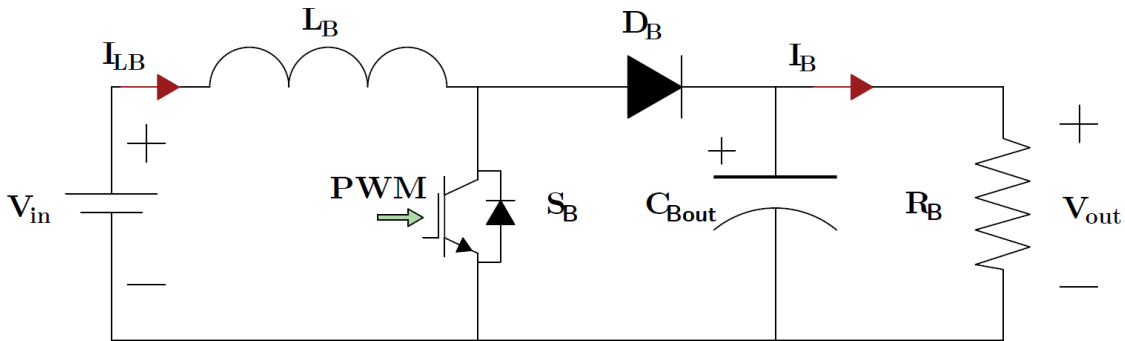 L_B
D_B
I_LB
I_B
+
+
+
PWM
V_in
S_B
C_Bout
R_B
V_out
−
−